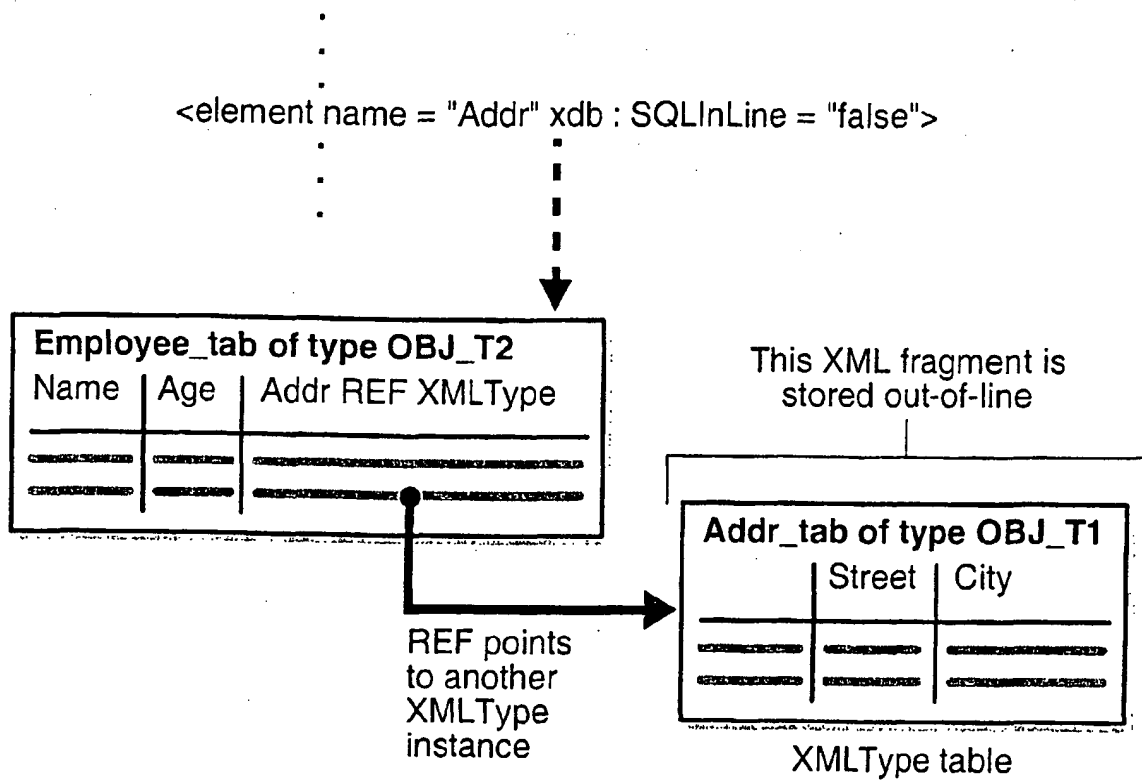 <element name = "Addr" xdb : SQLInLine = "false">
Employee_tab of type OBJ_T2
Name Age Addr REF XMLType
This XML fragment is
stored out-of-line
Addr_tab of type OBJ_T1
Street City
REF points
to another
XMLType
instance
XMLType table